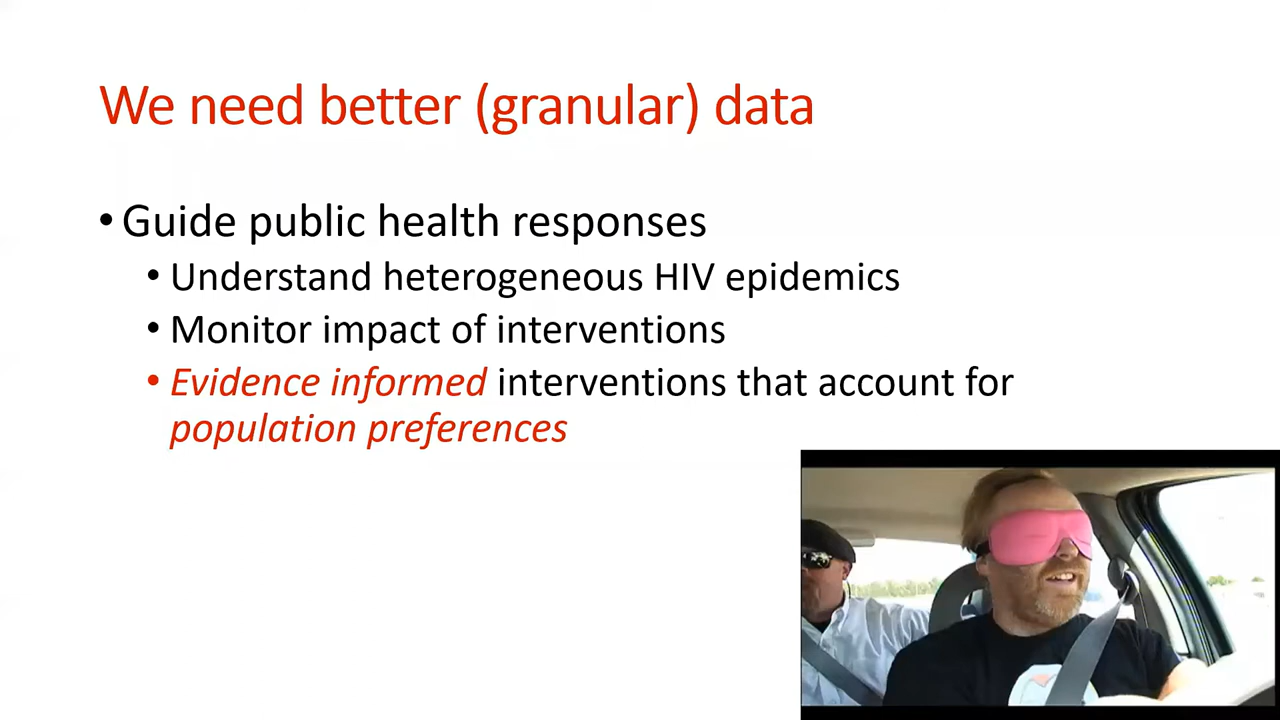 We need better (granular) data
• Guide public health responses
• Understand heterogeneous HIV epidemics
• Monitor impact of interventions
• Evidence informed interventions that account for
population preferences